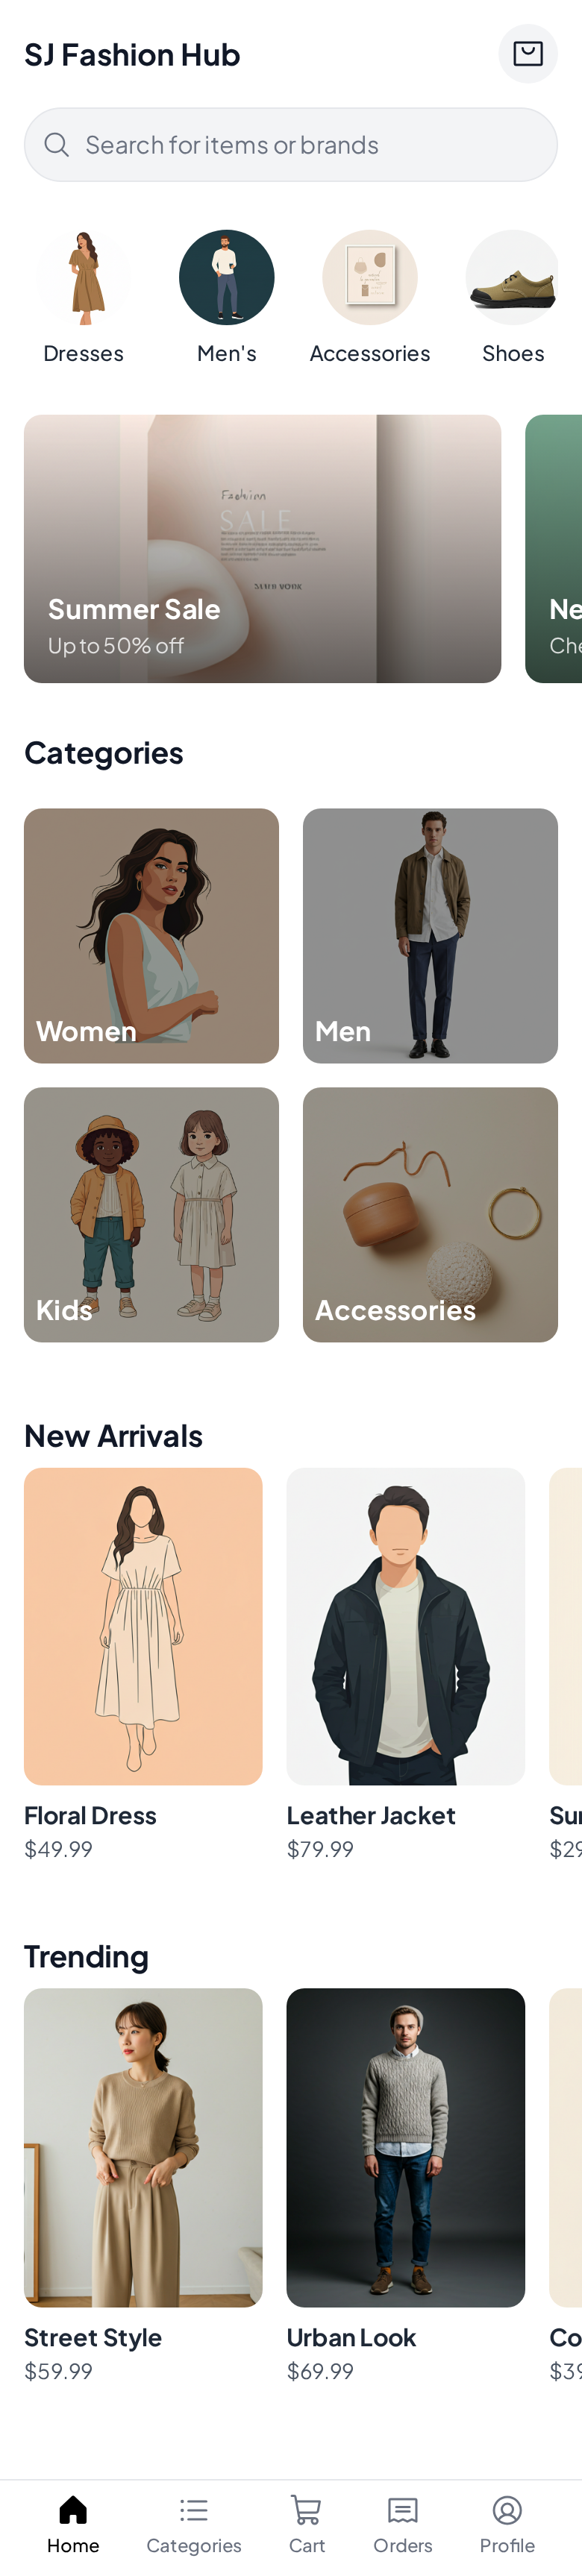 SJ Fashion Hub
Search for items or brands
Dresses
Men's
Accessories
Shoes
Fashion
SALE
Summer Sale
Up to 50% off
Ne
Che
Categories
Women
Men
Kids
Accessories
New Arrivals
Floral Dress
$49.99
Leather Jacket
$79.99
Sun
$29
Trending
Street Style
$59.99
Urban Look
$69.99
Co
$39
Home
Categories
Cart
Orders
Profile